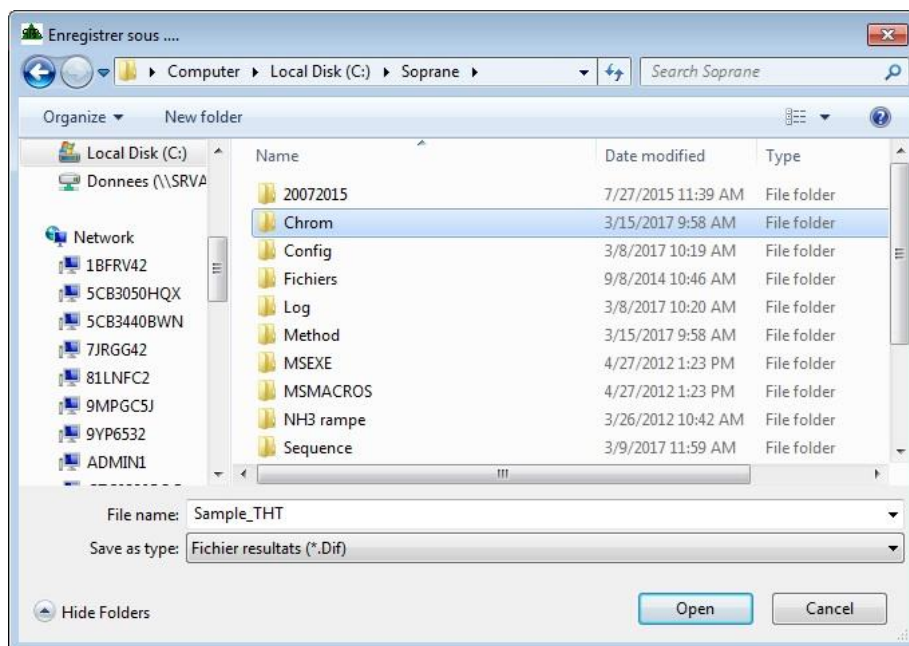 Enregistrer sous ....
Computer Local Disk (C:) Soprane
Search Soprane
Organize New folder
Local Disk (C:)
Donnees (\\SRVA
Network
1BFRV42
5CB3050HQX
5CB3440BWN
7JRGG42
81LNFC2
9MPGC5J
9YP6532
ADMIN1
Name Date modified Type
20072015 7/27/2015 11:39 AM File folder
Chrom 3/15/2017 9:58 AM File folder
Config 3/8/2017 10:19 AM File folder
Fichiers 9/8/2014 10:46 AM File folder
Log 3/8/2017 10:20 AM File folder
Method 3/15/2017 9:58 AM File folder
MSEXE 4/27/2012 1:23 PM File folder
MSMACROS 4/27/2012 1:23 PM File folder
NH3 rampe 3/26/2012 10:42 AM File folder
Sequence 3/9/2017 11:59 AM File folder
File name: Sample_THT
Save as type: Fichier resultats (*.Dif)
Hide Folders
Open Cancel